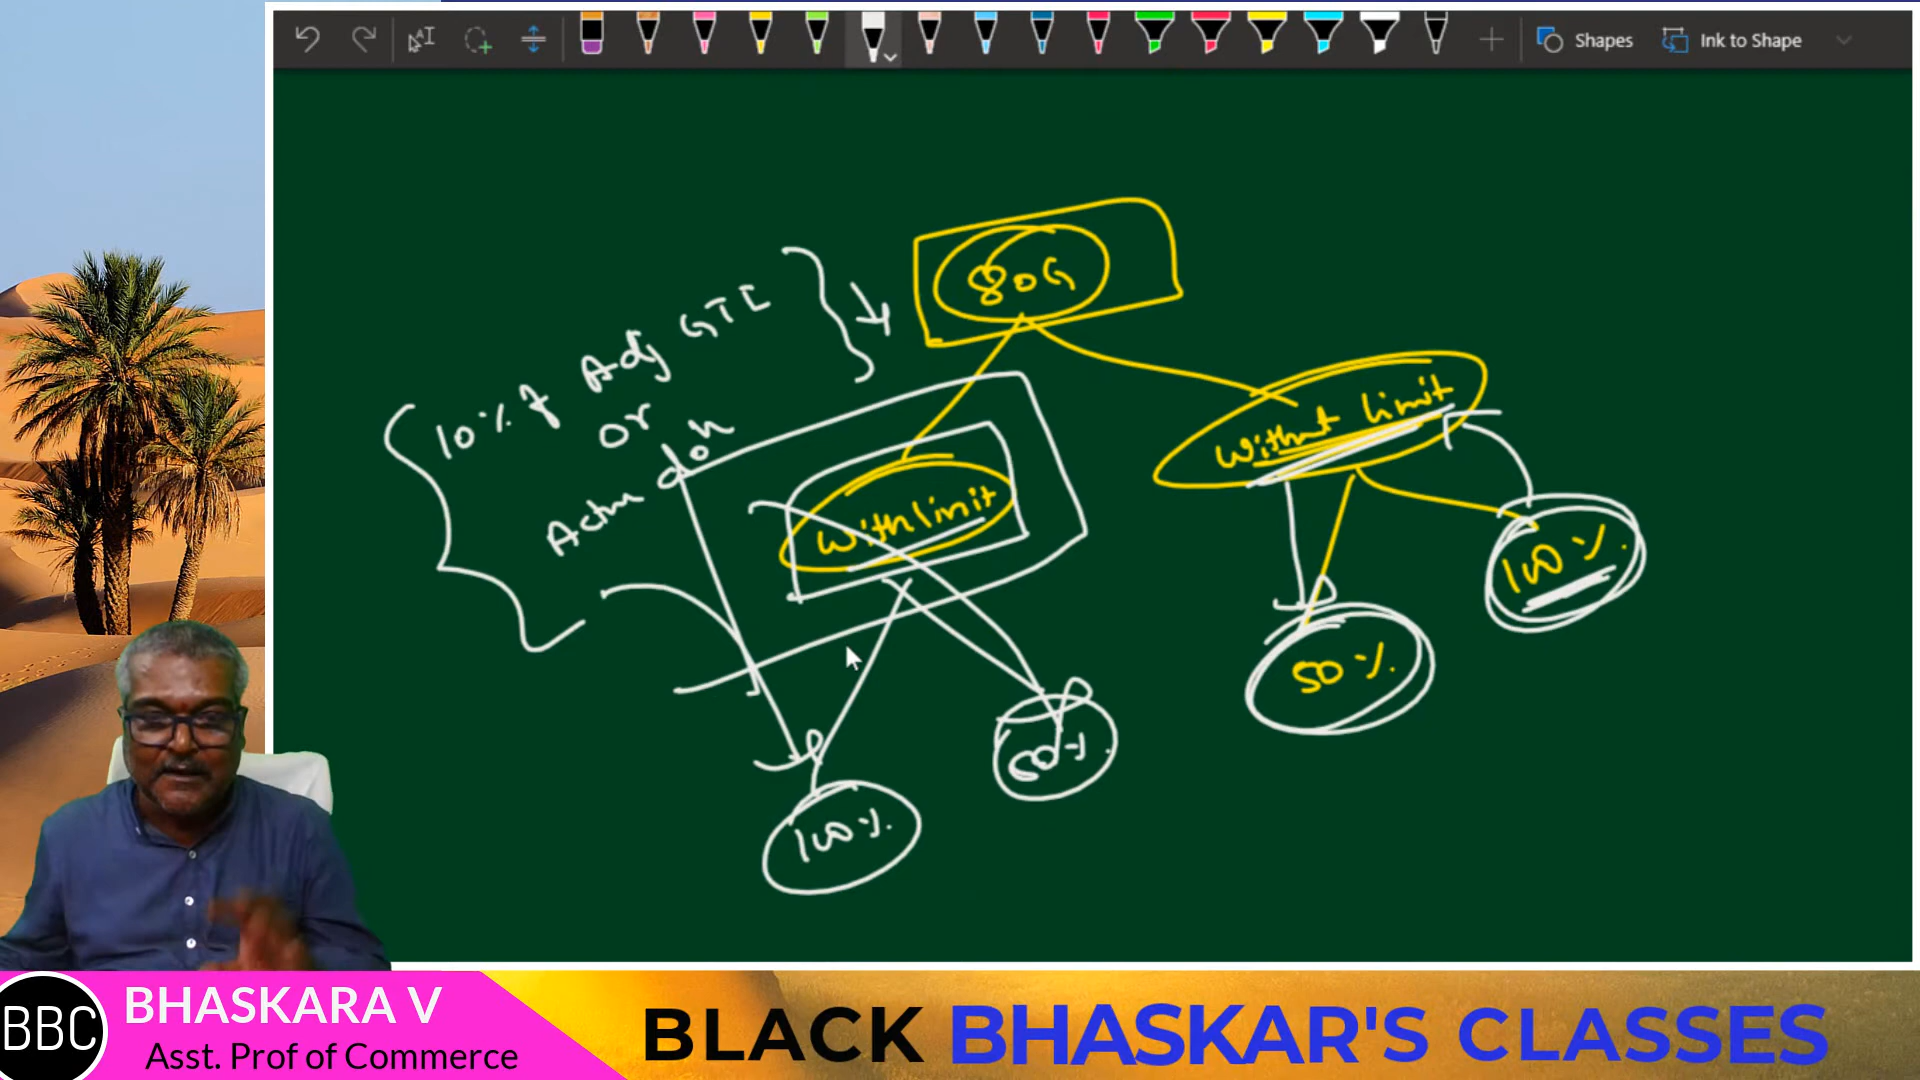 Shapes
Ink to Shape
80G
10% of Adj GTI
or
Actu don
with limit
without limit
100%.
50%.
50%.
100%.
BBC
BHASKARA V
Asst. Prof of Commerce
BLACK BHASKAR'S CLASSES